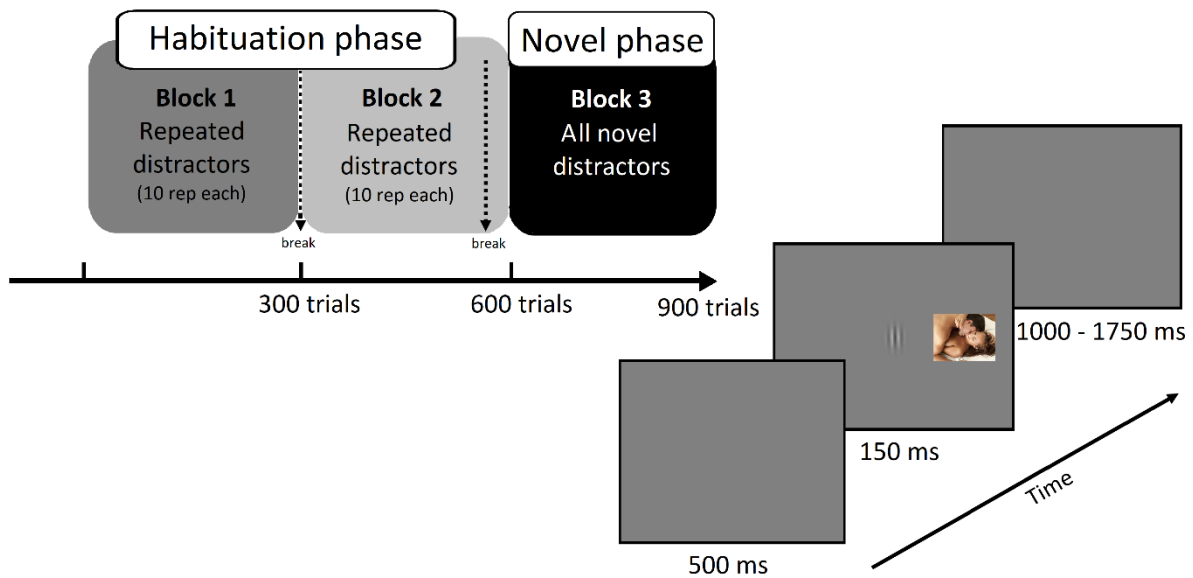 Habituation phase
Novel phase
Block 1
Repeated
distractors
(10 rep each)
Block 2
Repeated
distractors
(10 rep each)
Block 3
All novel
distractors
break
break
300 trials
600 trials
900 trials
1000 - 1750 ms
150 ms
500 ms
Time